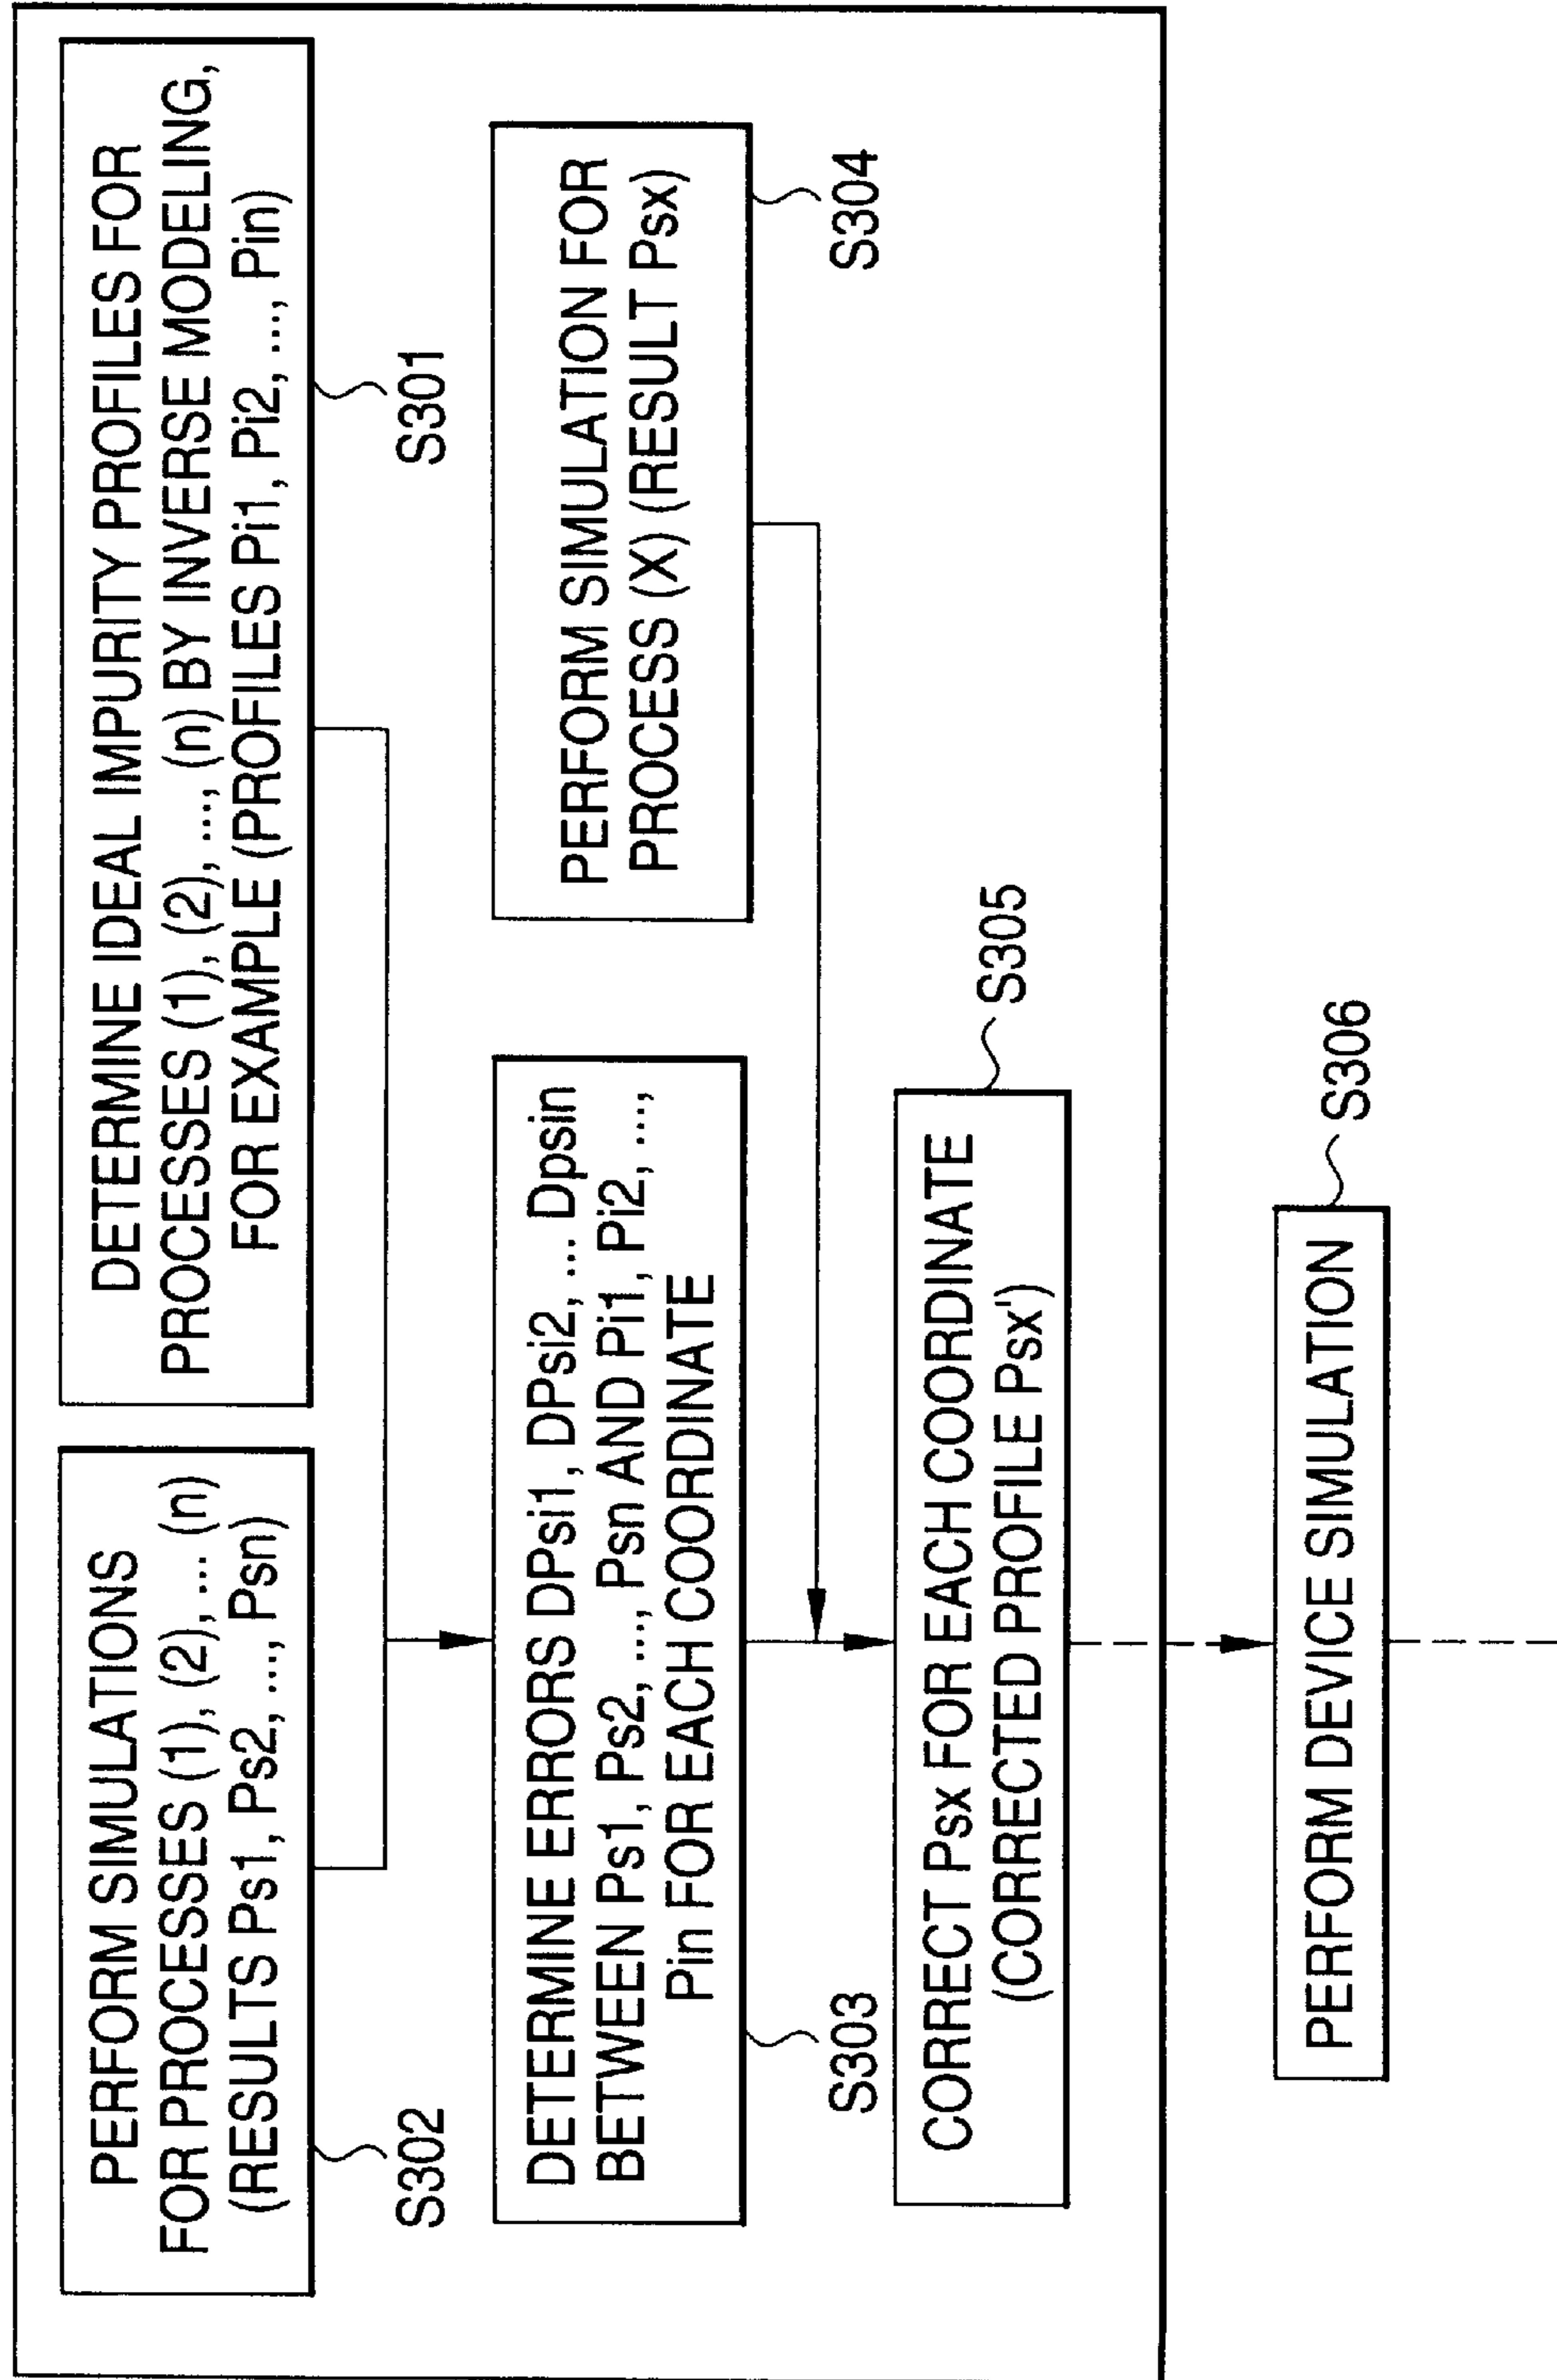 PERFORM SIMULATIONS
FOR PROCESSES (1), (2), ... (n)
(RESULTS Ps1, Ps2, ..., Psn)
S302
DETERMINE IDEAL IMPURITY PROFILES FOR
PROCESSES (1), (2), ..., (n) BY INVERSE MODELING,
FOR EXAMPLE (PROFILES Pi1, Pi2, ..., Pin)
S301
DETERMINE ERRORS DPsi1, DPsi2, ... Dpsin
BETWEEN Ps1, Ps2, ..., Psn AND Pi1, Pi2, ...,
Pin FOR EACH COORDINATE
S303
PERFORM SIMULATION FOR
PROCESS (X) (RESULT Psx)
S304
CORRECT Psx FOR EACH COORDINATE
(CORRECTED PROFILE Psx')
S305
PERFORM DEVICE SIMULATION
S306